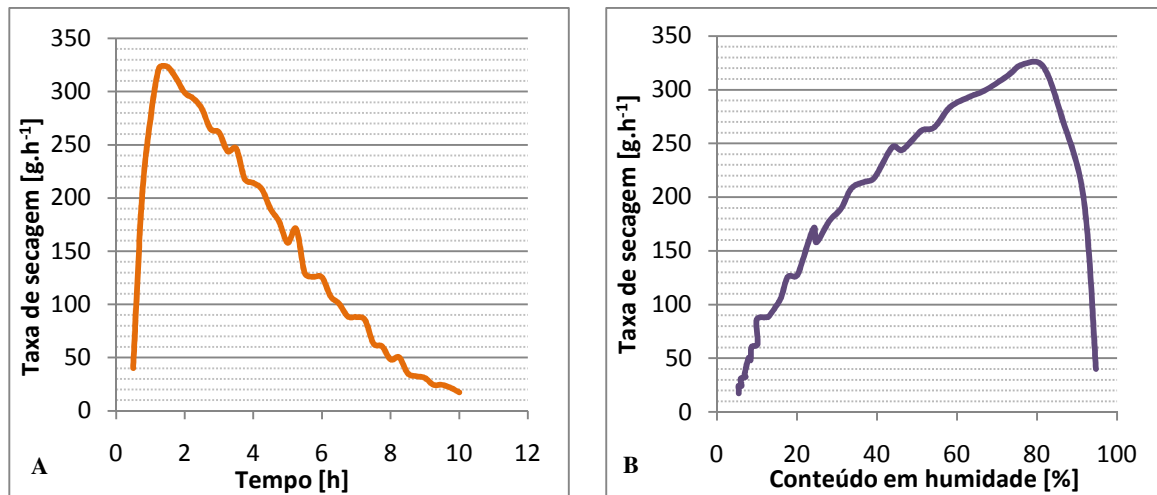 Taxa de secagem [g.h⁻¹]
350
300
250
200
150
100
50
0
0 2 4 6 8 10 12
Tempo [h]
A
Taxa de secagem [g.h⁻¹]
350
300
250
200
150
100
50
0
0 20 40 60 80 100
Conteúdo em humidade [%]
B